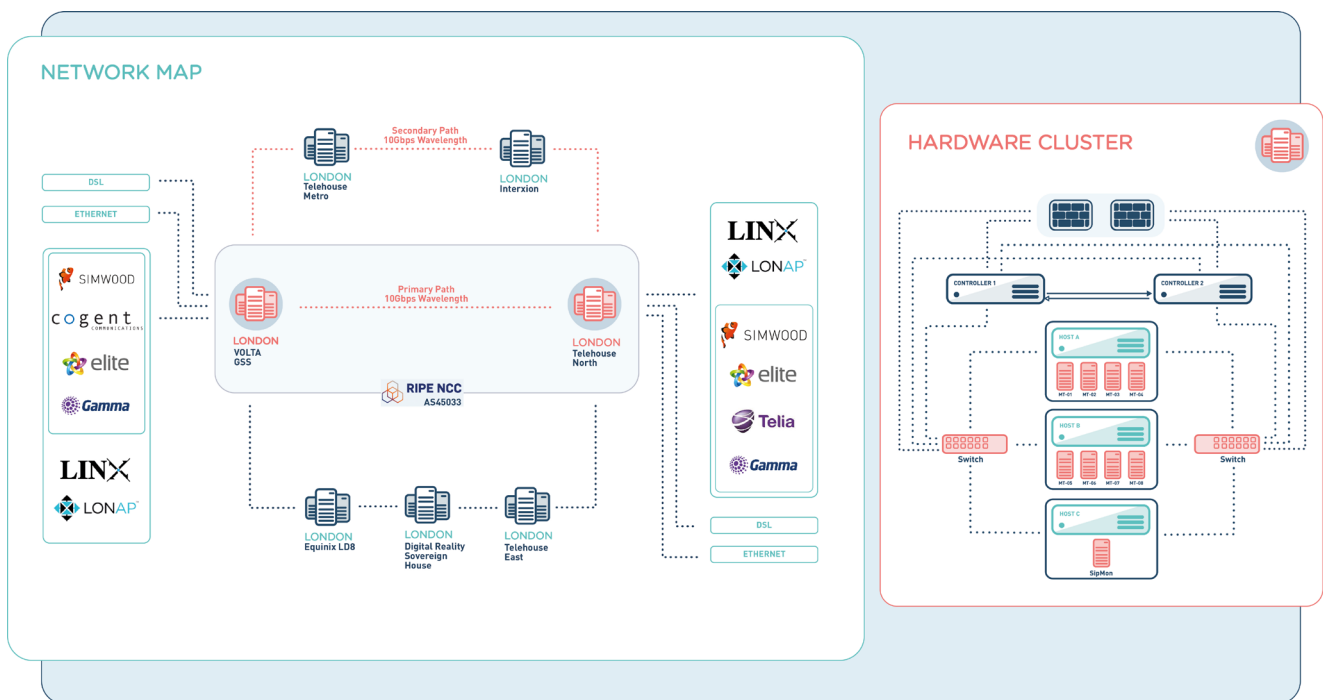 NETWORK MAP
Secondary Path
10Gbps Wavelength
LONDON
Telehouse
Metro
LONDON
Interxion
DSL
ETHERNET
SIMWOOD
cogent
COMMUNICATIONS
elite
Gamma
LINX
LONAP
Primary Path
10Gbps Wavelength
LONDON
VOLTA
GSS
LONDON
Telehouse
North
RIPE NCC
AS45033
LONDON
Equinix LD8
LONDON
Digital Reality
Sovereign
House
LONDON
Telehouse
East
LINX
LONAP
SIMWOOD
elite
Telia
Gamma
DSL
ETHERNET
HARDWARE CLUSTER
CONTROLLER 1
CONTROLLER 2
HOST A
MT-01 MT-02 MT-03 MT-04
HOST B
MT-05 MT-06 MT-07 MT-08
Switch
Switch
HOST C
SipMon